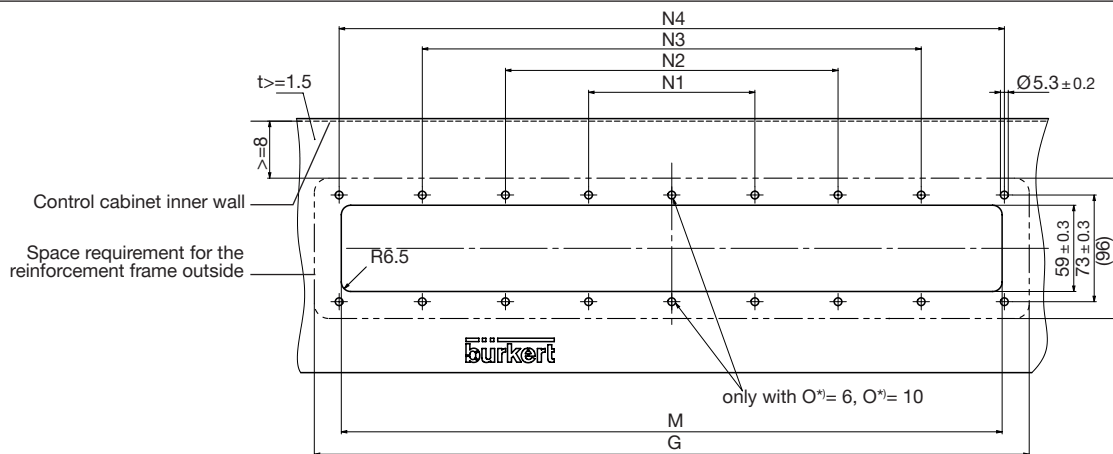 N4
N3
N2
N1
t>=1.5
Ø5.3±0.2
>=8
Control cabinet inner wall
Space requirement for the
reinforcement frame outside
R6.5
59±0.3
73±0.3
(96)
bürkert
only with O*)= 6, O*)= 10
M
G